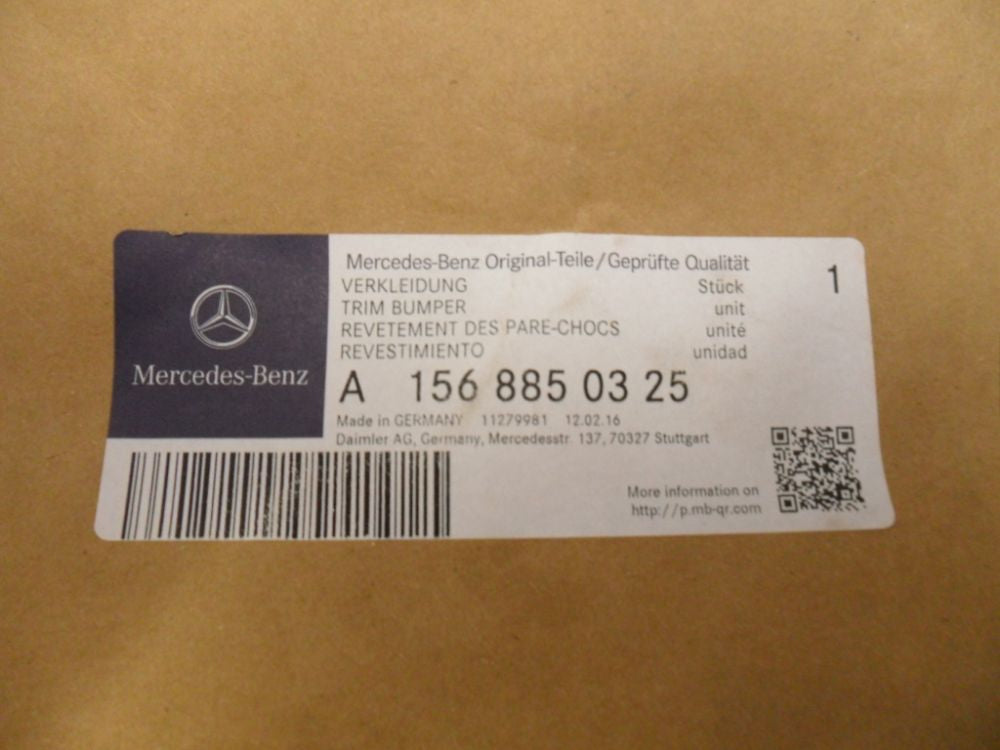 Mercedes-Benz
Mercedes-Benz Original-Teile/Geprüfte Qualität
VERKLEIDUNG Stück 1
TRIM BUMPER unit
REVETEMENT DES PARE-CHOCS unité
REVESTIMIENTO unidad
A 156 885 03 25
Made in GERMANY 11279981 12.02.16
Daimler AG, Germany, Mercedesstr. 137, 70327 Stuttgart
More information on
http://p.mb-qr.com